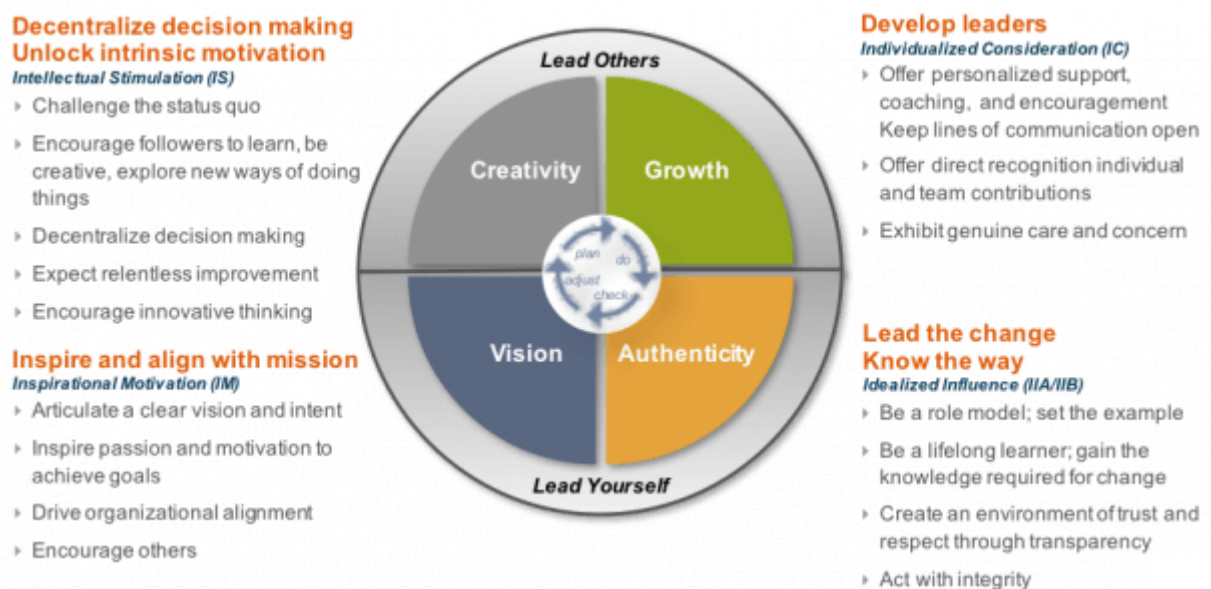 Decentralize decision making
Unlock intrinsic motivation
Intellectual Stimulation (IS)
Challenge the status quo
Encourage followers to learn, be
creative, explore new ways of doing
things
Decentralize decision making
Expect relentless improvement
Encourage innovative thinking
Inspire and align with mission
Inspirational Motivation (IM)
Articulate a clear vision and intent
Inspire passion and motivation to
achieve goals
Drive organizational alignment
Encourage others
Lead Others
Creativity
Growth
plan
do
adjust
check
Vision
Authenticity
Lead Yourself
Develop leaders
Individualized Consideration (IC)
Offer personalized support,
coaching, and encouragement
Keep lines of communication open
Offer direct recognition individual
and team contributions
Exhibit genuine care and concern
Lead the change
Know the way
Idealized Influence (IIA/IIB)
Be a role model; set the example
Be a lifelong learner; gain the
knowledge required for change
Create an environment of trust and
respect through transparency
Act with integrity